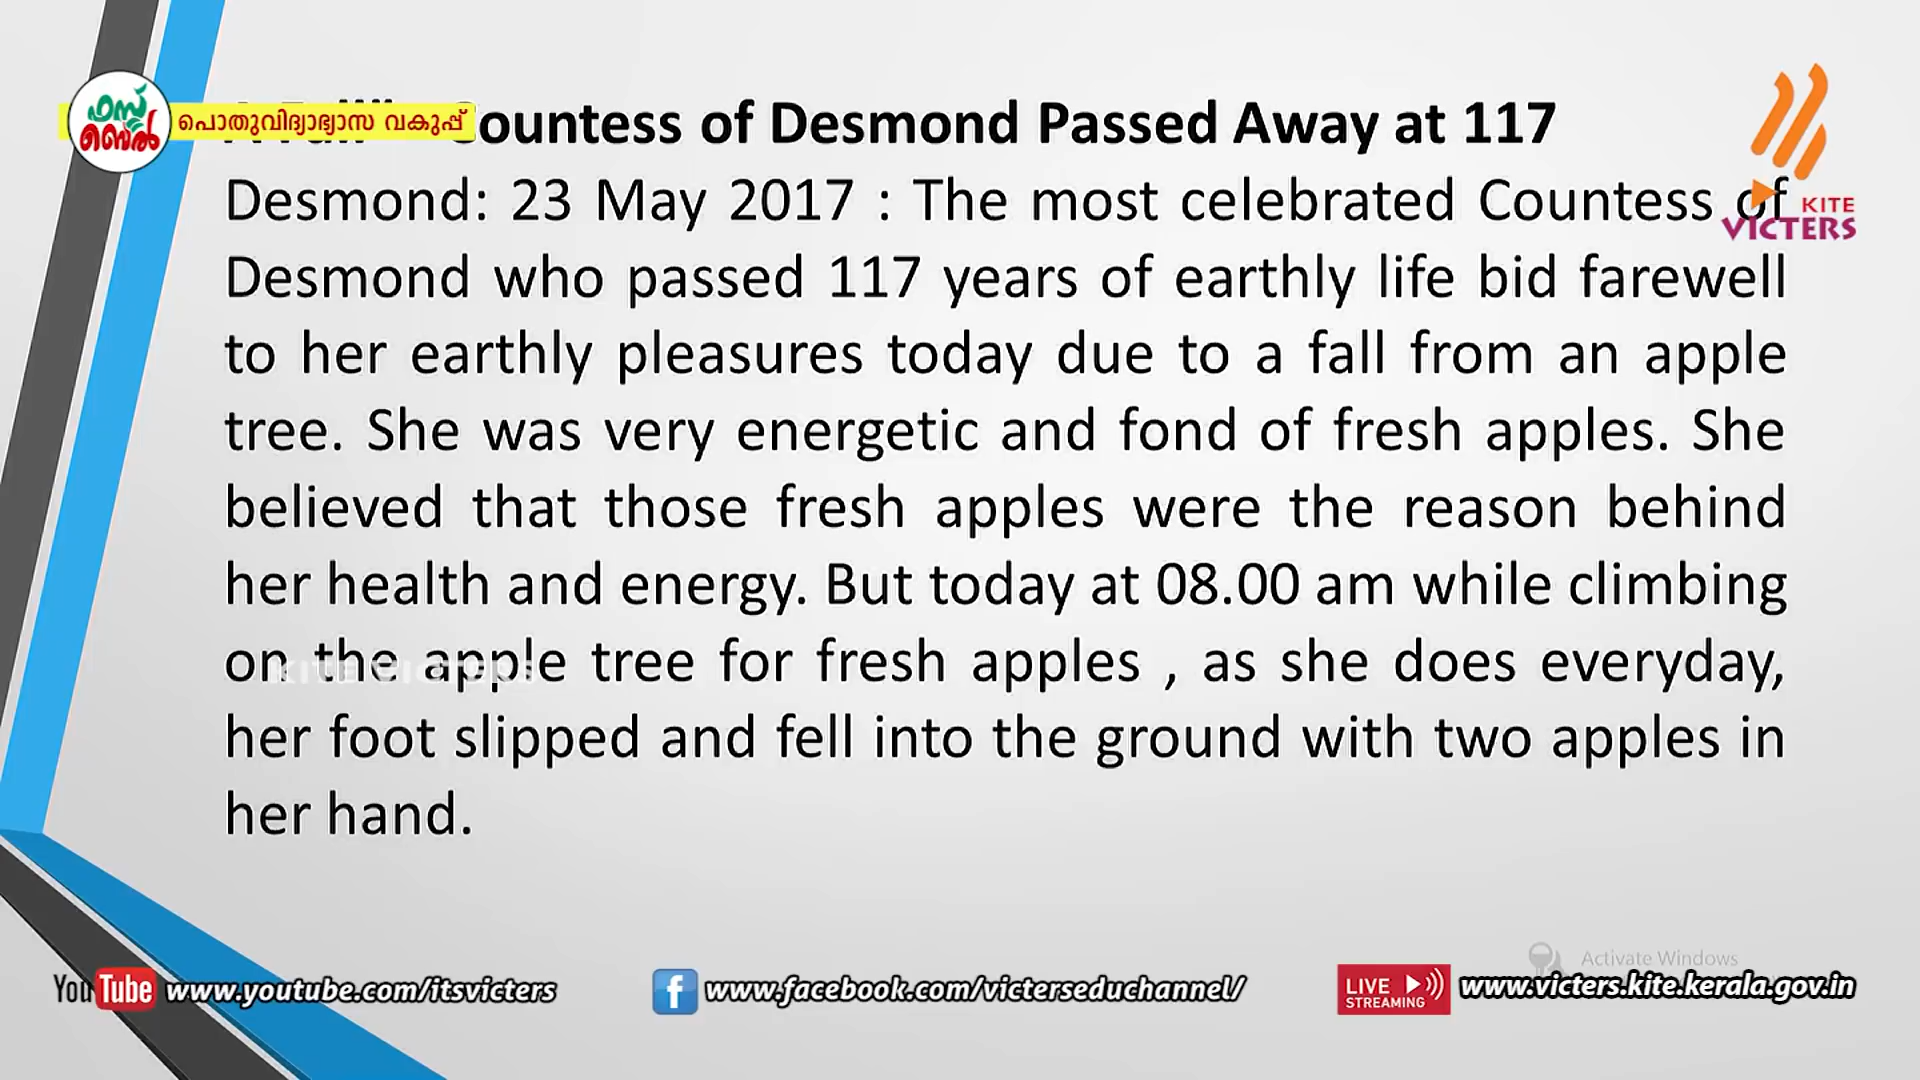 ഫസ്റ്റ് ബെൽ
പൊതുവിദ്യാഭ്യാസ വകുപ്പ്
ountess of Desmond Passed Away at 117
Desmond: 23 May 2017 : The most celebrated Countess of
Desmond who passed 117 years of earthly life bid farewell
to her earthly pleasures today due to a fall from an apple
tree. She was very energetic and fond of fresh apples. She
believed that those fresh apples were the reason behind
her health and energy. But today at 08.00 am while climbing
on the apple tree for fresh apples , as she does everyday,
her foot slipped and fell into the ground with two apples in
her hand.
KITE VICTERS
KITE VICTERS
Activate Windows
YouTube www.youtube.com/itsvicters
f www.facebook.com/victerseduchannel/
LIVE STREAMING www.victers.kite.kerala.gov.in